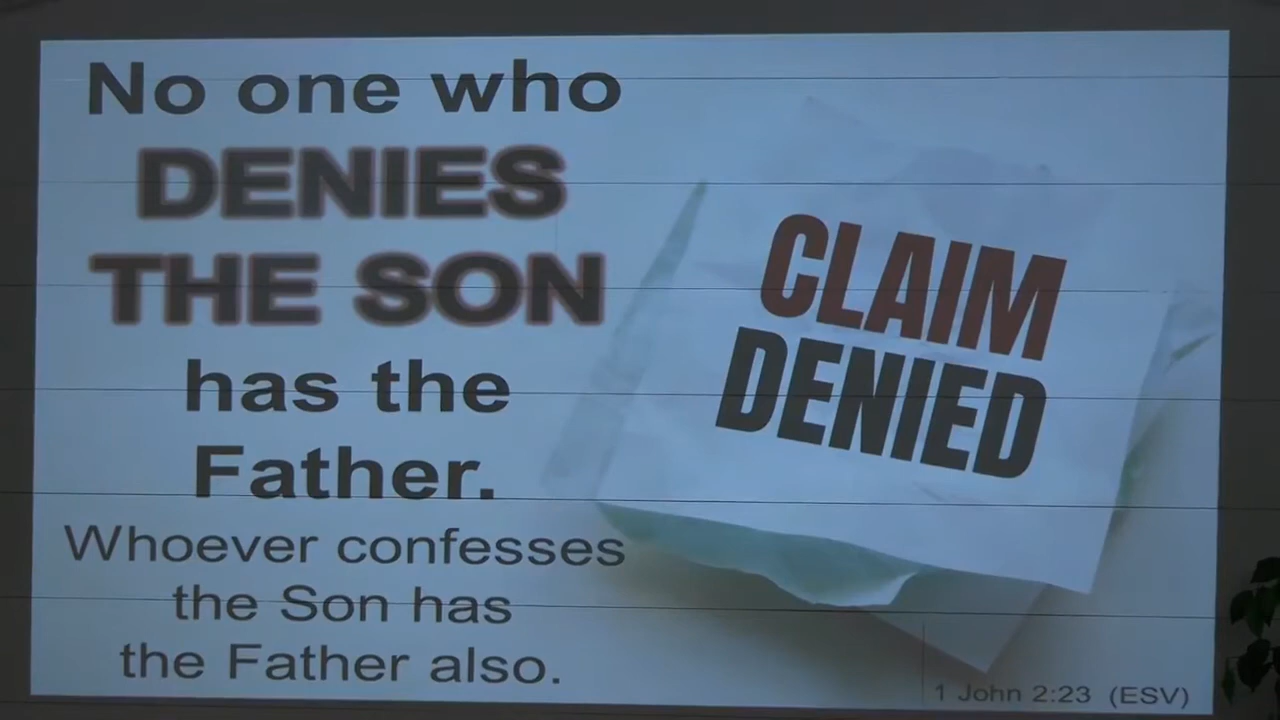 No one who
DENIES
THE SON
has the
Father.
Whoever confesses
the Son has
the Father also.
CLAIM
DENIED
1 John 2:23 (ESV)